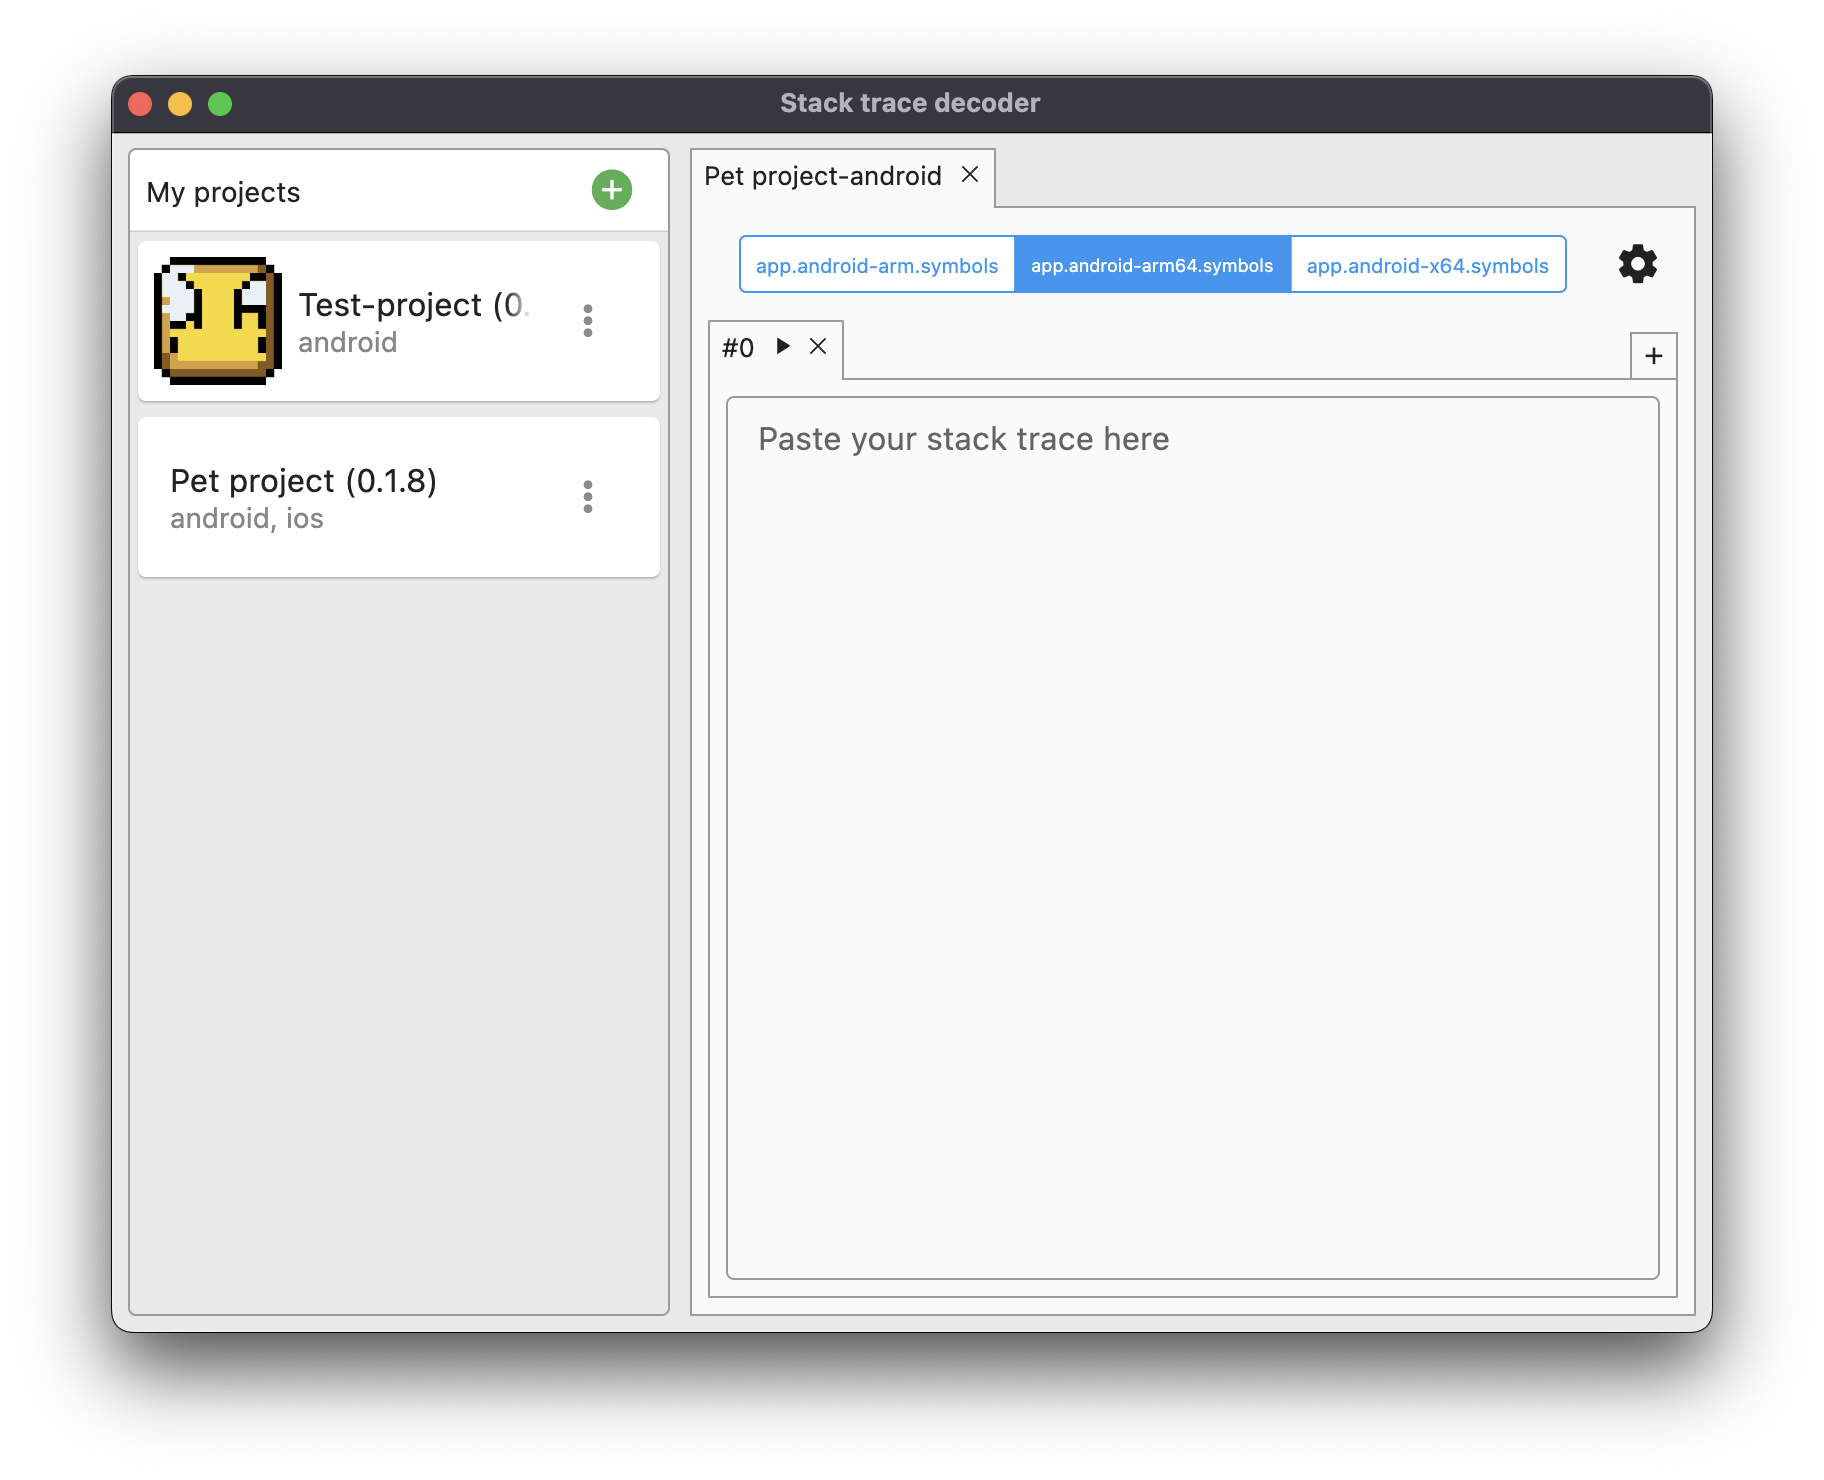 Stack trace decoder
My projects
Test-project (0.
android
Pet project (0.1.8)
android, ios
Pet project-android
app.android-arm.symbols
app.android-arm64.symbols
app.android-x64.symbols
#0
Paste your stack trace here